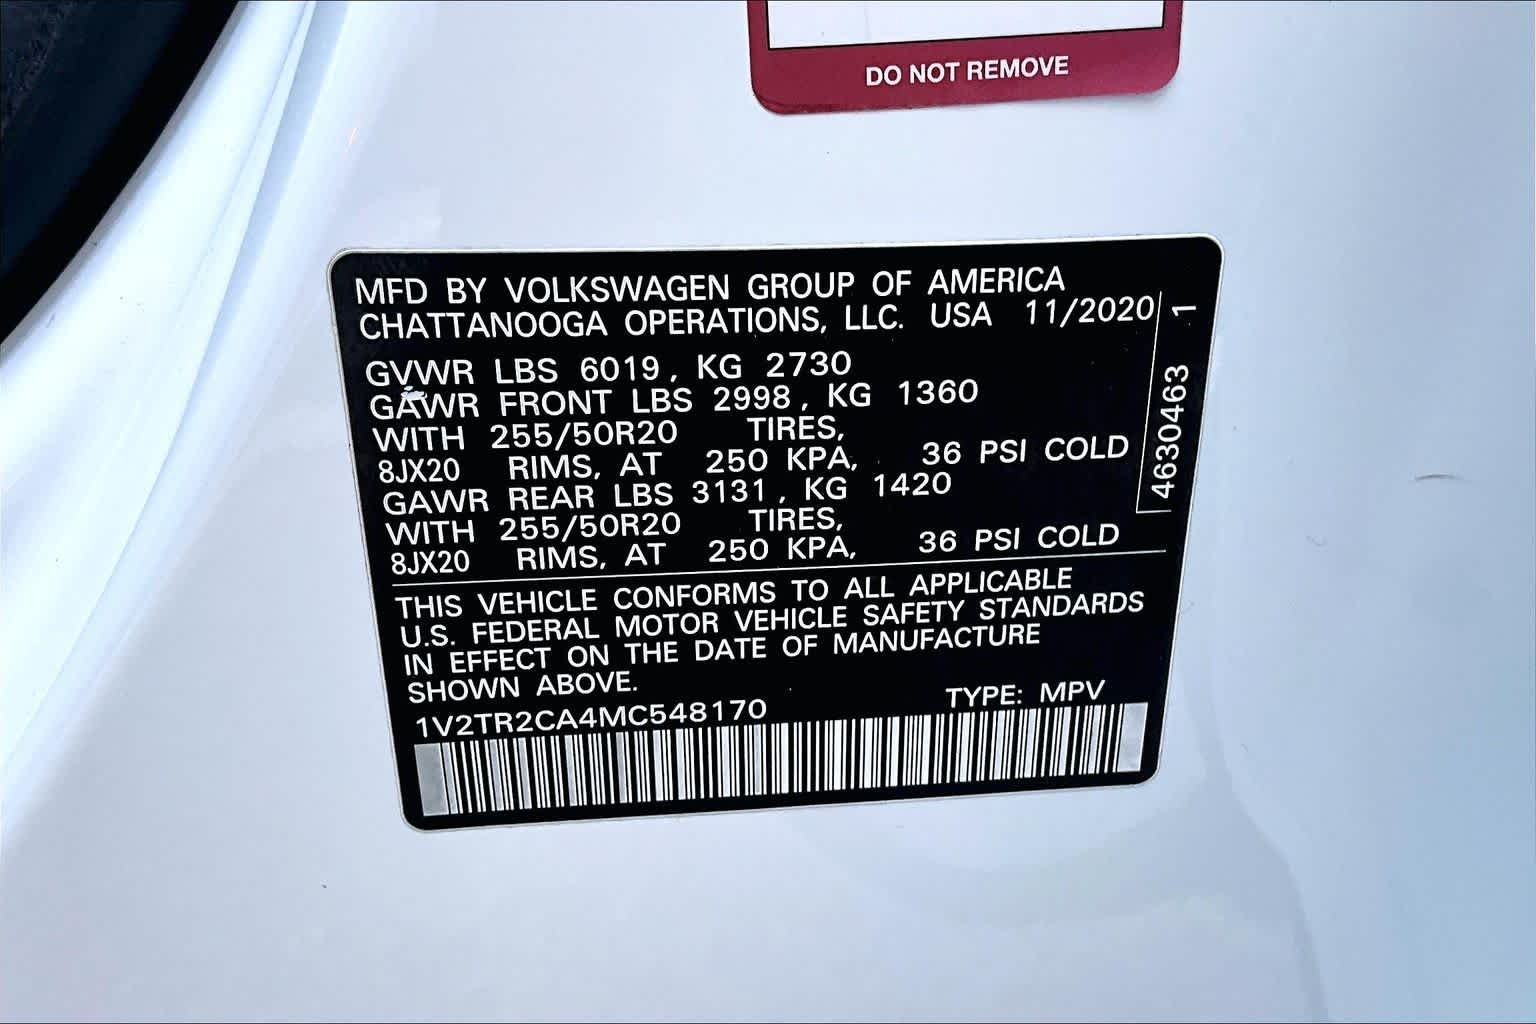 DO NOT REMOVE
MFD BY VOLKSWAGEN GROUP OF AMERICA
CHATTANOOGA OPERATIONS, LLC. USA 11/2020
GVWR LBS 6019, KG 2730
GAWR FRONT LBS 2998, KG 1360
WITH 255/50R20 TIRES,
8JX20 RIMS, AT 250 KPA, 36 PSI COLD
GAWR REAR LBS 3131, KG 1420
WITH 255/50R20 TIRES,
8JX20 RIMS, AT 250 KPA, 36 PSI COLD
THIS VEHICLE CONFORMS TO ALL APPLICABLE
U.S. FEDERAL MOTOR VEHICLE SAFETY STANDARDS
IN EFFECT ON THE DATE OF MANUFACTURE
SHOWN ABOVE.
1V2TR2CA4MC548170 TYPE: MPV
4630463 1